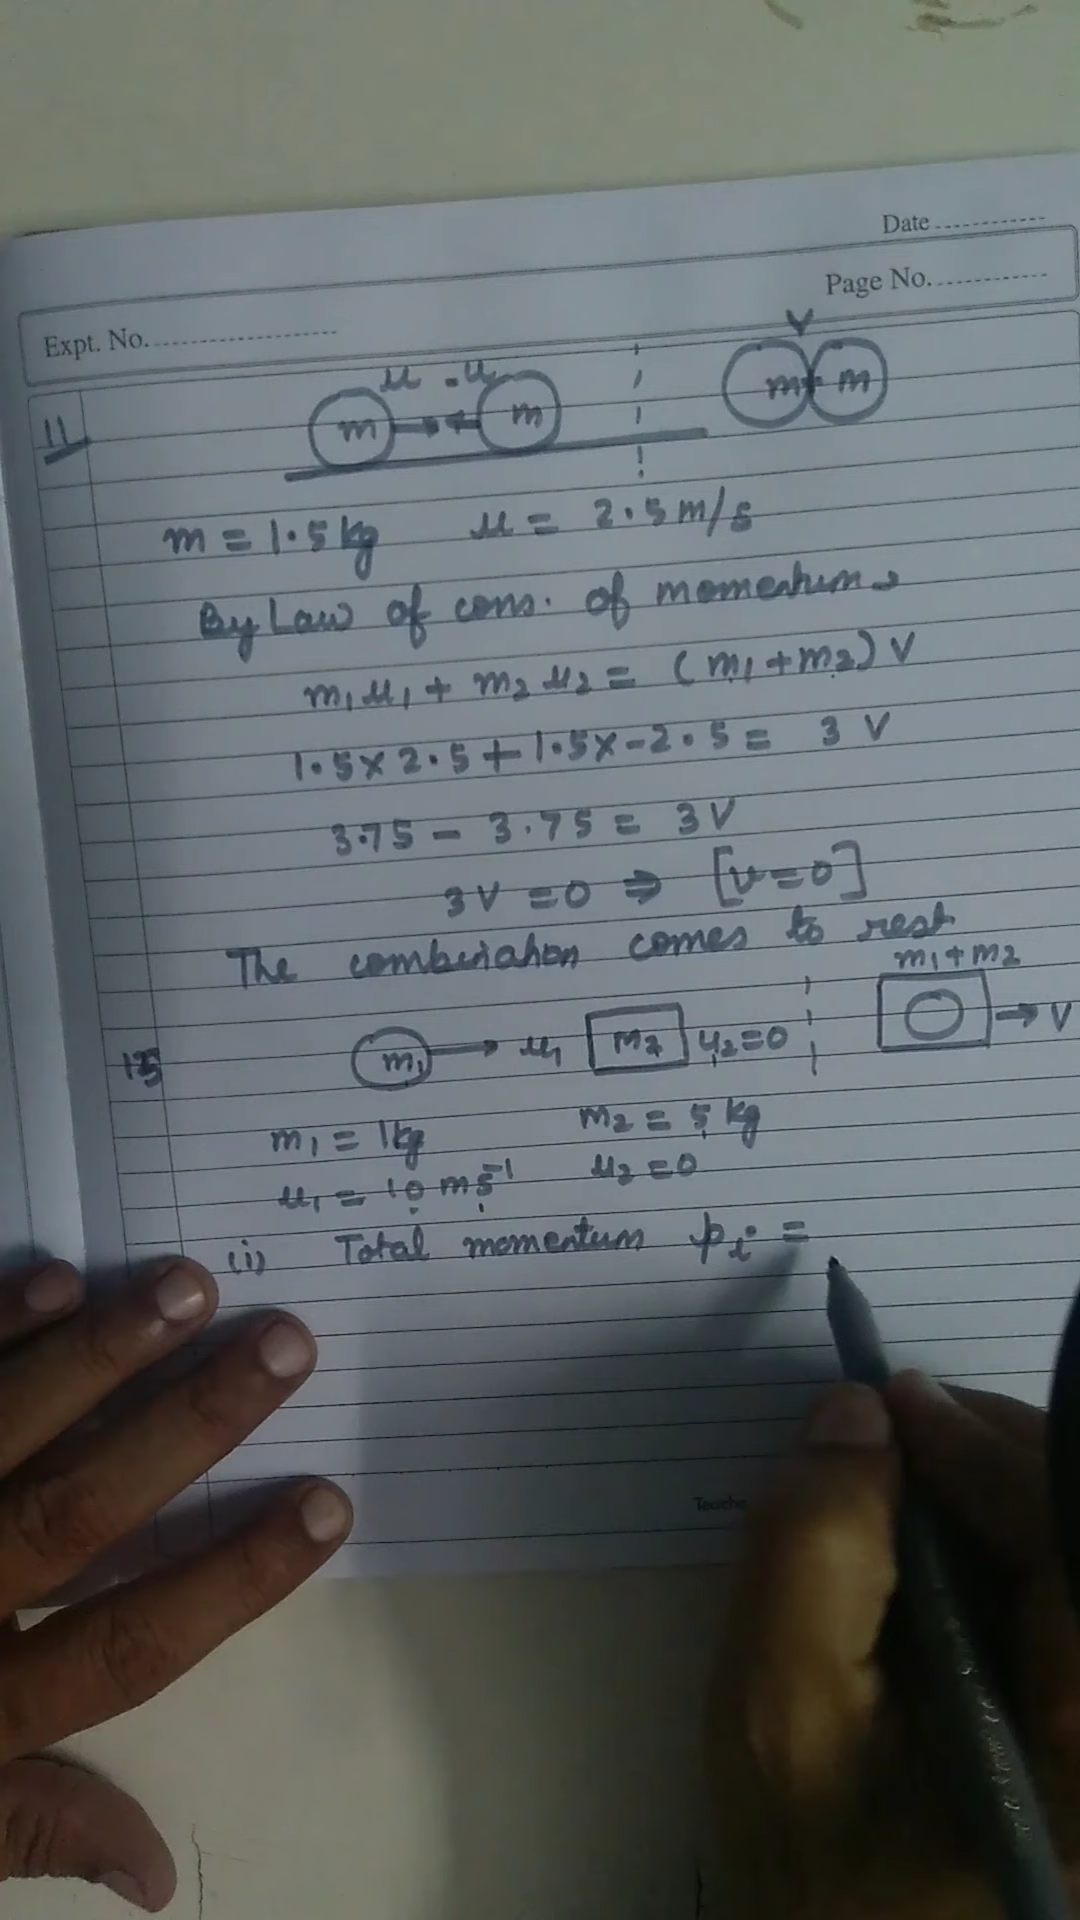 Date
Page No.
Expt. No.
11
u -u
m m
V
m+m
m = 1.5 kg u = 2.5 m/s
By Law of cons. of momentum
m₁u₁ + m₂u₂ = (m₁+m₂) V
1.5 x 2.5 + 1.5 x -2.5 = 3 V
3.75 - 3.75 = 3V
3V = 0 ⇒ [v=0]
The combination comes to rest
m₁+m₂
m₁ → u₁ m₂ u₂=0 → V
m₁ = 1kg m₂ = 5 kg
u₁ = 10 ms⁻¹ u₂ = 0
(i) Total momentum pᵢ =